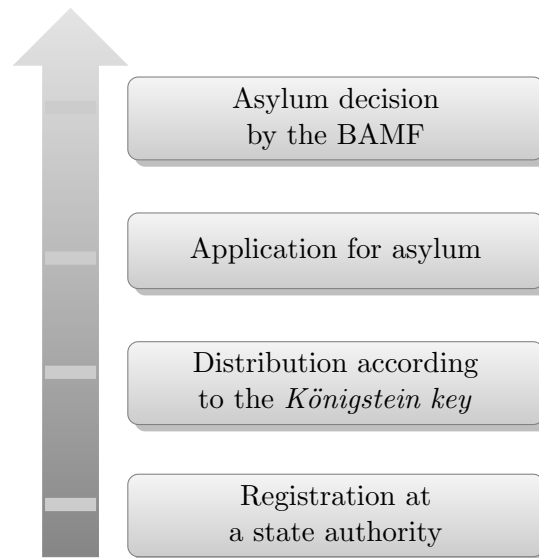 Asylum decision
by the BAMF
Application for asylum
Distribution according
to the Königstein key
Registration at
a state authority